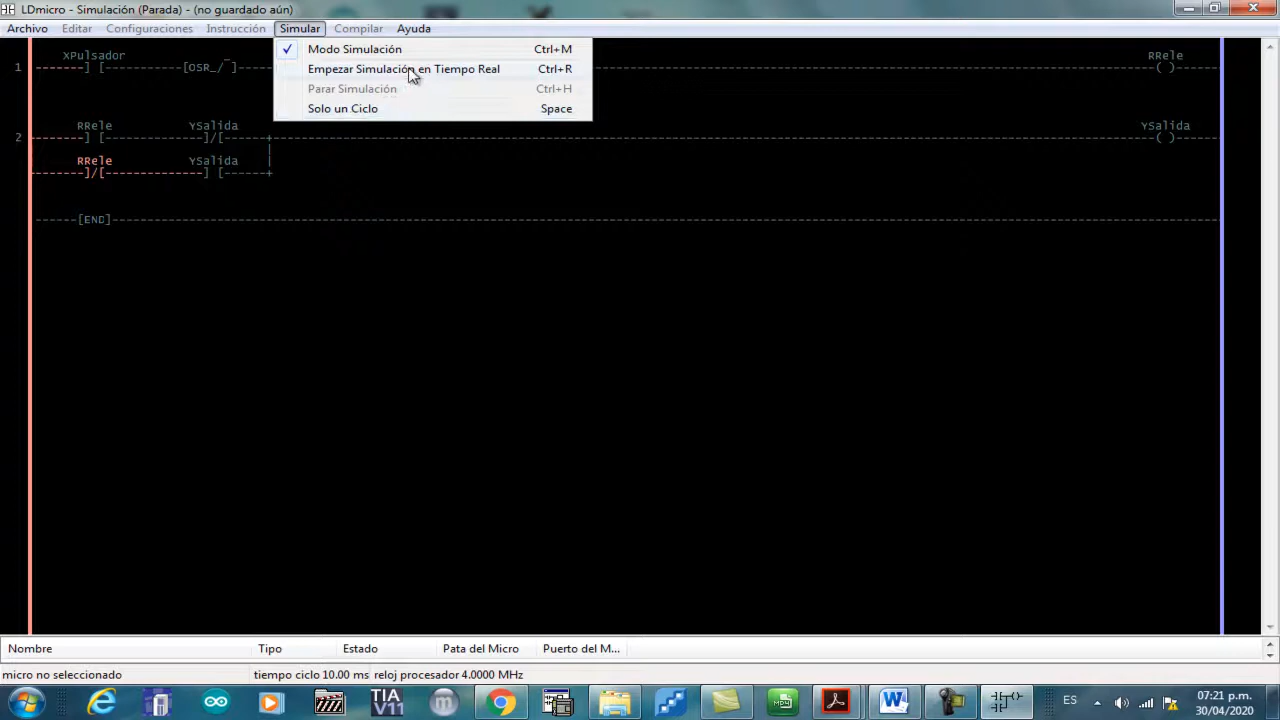 LDmicro - Simulación (Parada) - (no guardado aún)
Archivo Editar Configuraciones Instrucción Simular Compilar Ayuda
Modo Simulación Ctrl+M
Empezar Simulación en Tiempo Real Ctrl+R
Parar Simulación Ctrl+H
Solo un Ciclo Space
XPulsador RRele
1 ] [ [OSR_/ ] ( )
RRele YSalida YSalida
2 ] [ ]/[ ( )
RRele YSalida
]/[ ] [
[END]
Nombre Tipo Estado Pata del Micro Puerto del M...
micro no seleccionado tiempo ciclo 10.00 ms reloj procesador 4.0000 MHz
TIA V11 MP4 W ES 07:21 p.m.
30/04/2020